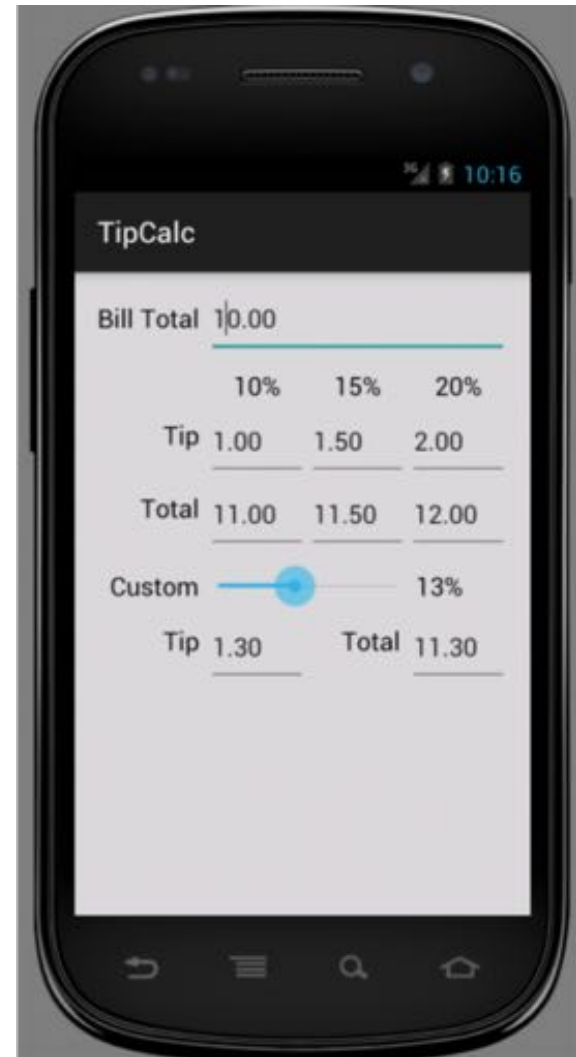 3G 10:16
TipCalc
Bill Total 10.00
10% 15% 20%
Tip 1.00 1.50 2.00
Total 11.00 11.50 12.00
Custom 13%
Tip 1.30 Total 11.30